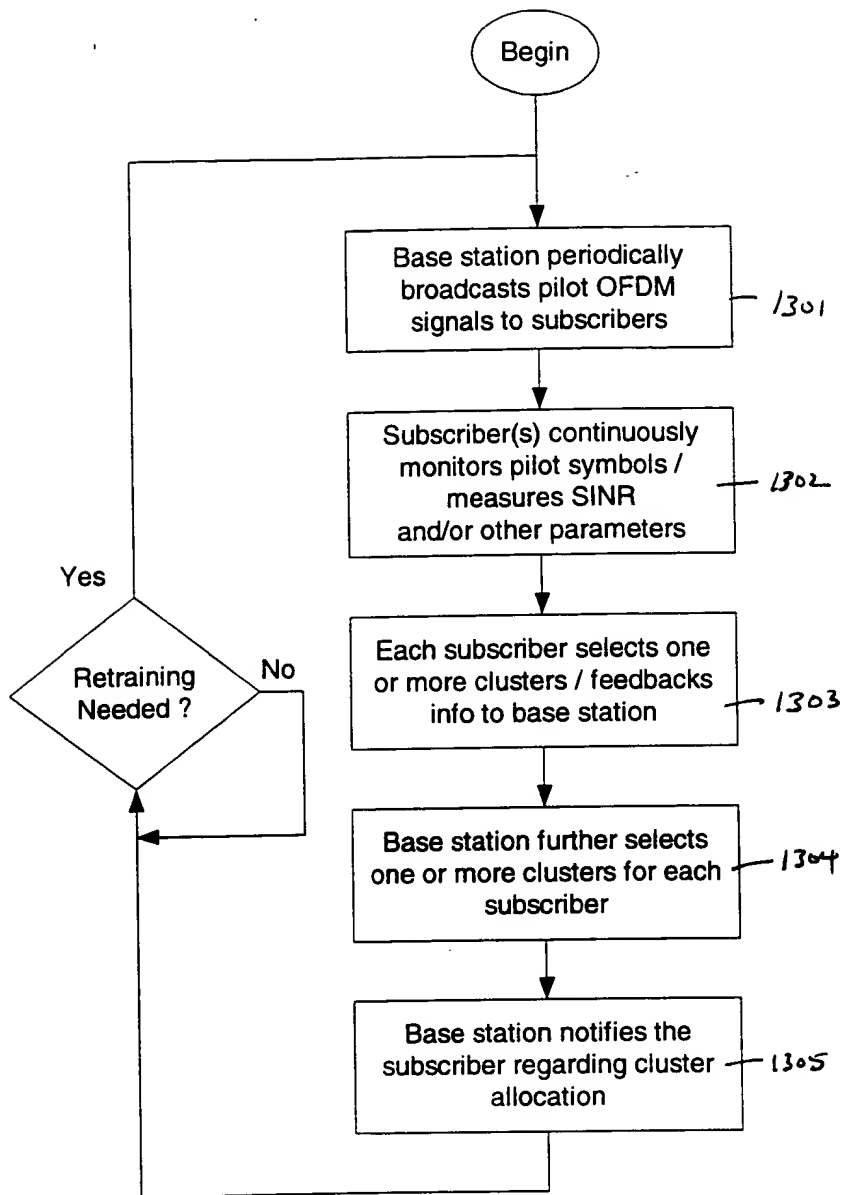 Begin
Base station periodically
broadcasts pilot OFDM
signals to subscribers
1301
Subscriber(s) continuously
monitors pilot symbols /
measures SINR
and/or other parameters
1302
Yes
Retraining
Needed ?
No
Each subscriber selects one
or more clusters / feedbacks
info to base station
1303
Base station further selects
one or more clusters for each
subscriber
1304
Base station notifies the
subscriber regarding cluster
allocation
1305